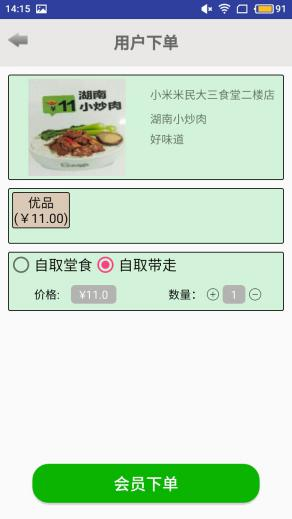 14:15
91
用户下单
湖南
小炒肉
￥11
小米米民大三食堂二楼店
湖南小炒肉
好味道
优品
(￥11.00)
自取堂食 自取带走
价格: ￥11.0 数量: + 1 −
会员下单